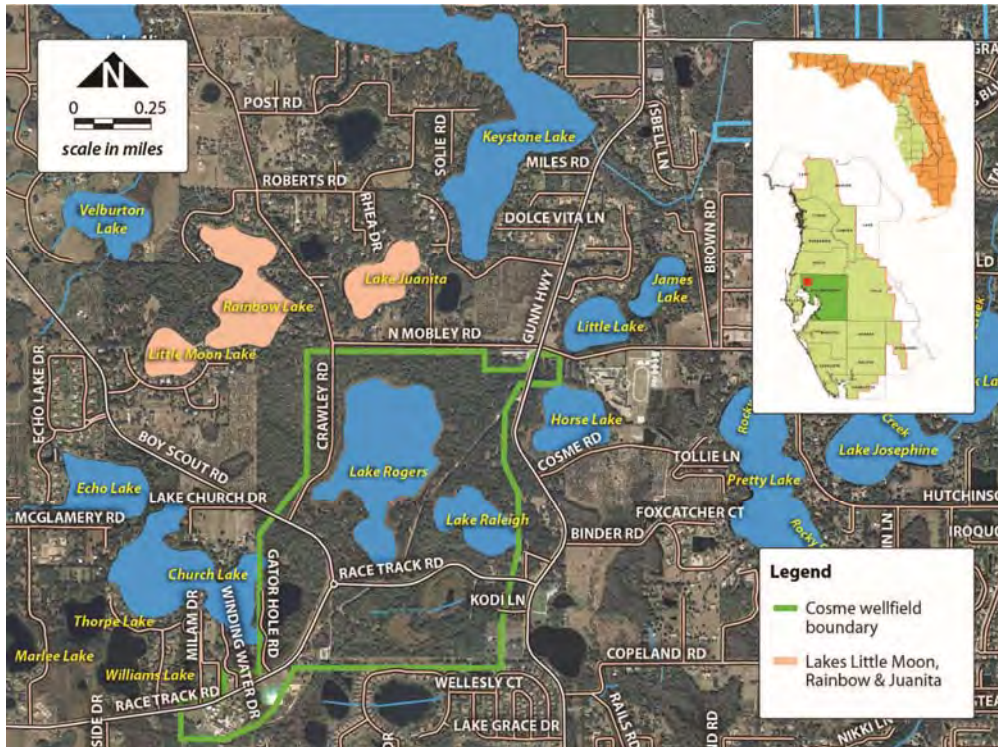 N
0 0.25
scale in miles
POST RD
SOLIE RD
Keystone Lake
ISBELL LN
MILES RD
ROBERTS RD
RHEA DR
DOLCE VITA LN
BROWN RD
Velburton
Lake
Lake Juanita
Rainbow Lake
James
Lake
GUNN HWY
Little Lake
N MOBLEY RD
Little Moon Lake
ECHO LAKE DR
CRAWLEY RD
BOY SCOUT RD
Horse Lake
COSME RD
Rocky
Creek
Lake Josephine
TOLLIE LN
Lake Rogers
Pretty Lake
Echo Lake
LAKE CHURCH DR
MCGLAMERY RD
Lake Raleigh
FOXCATCHER CT
HUTCHINSO
BINDER RD
Rocky
IROQUO
Church Lake
GATOR HOLE RD
RACE TRACK RD
KODI LN
MILAM DR
WINDING WATER DR
Thorpe Lake
Marlee Lake
Williams Lake
RACE TRACK RD
COPELAND RD
WELLESLY CT
LAKE GRACE DR
RAILS RD
NIKKI LN
Legend
Cosme wellfield
boundary
Lakes Little Moon,
Rainbow & Juanita